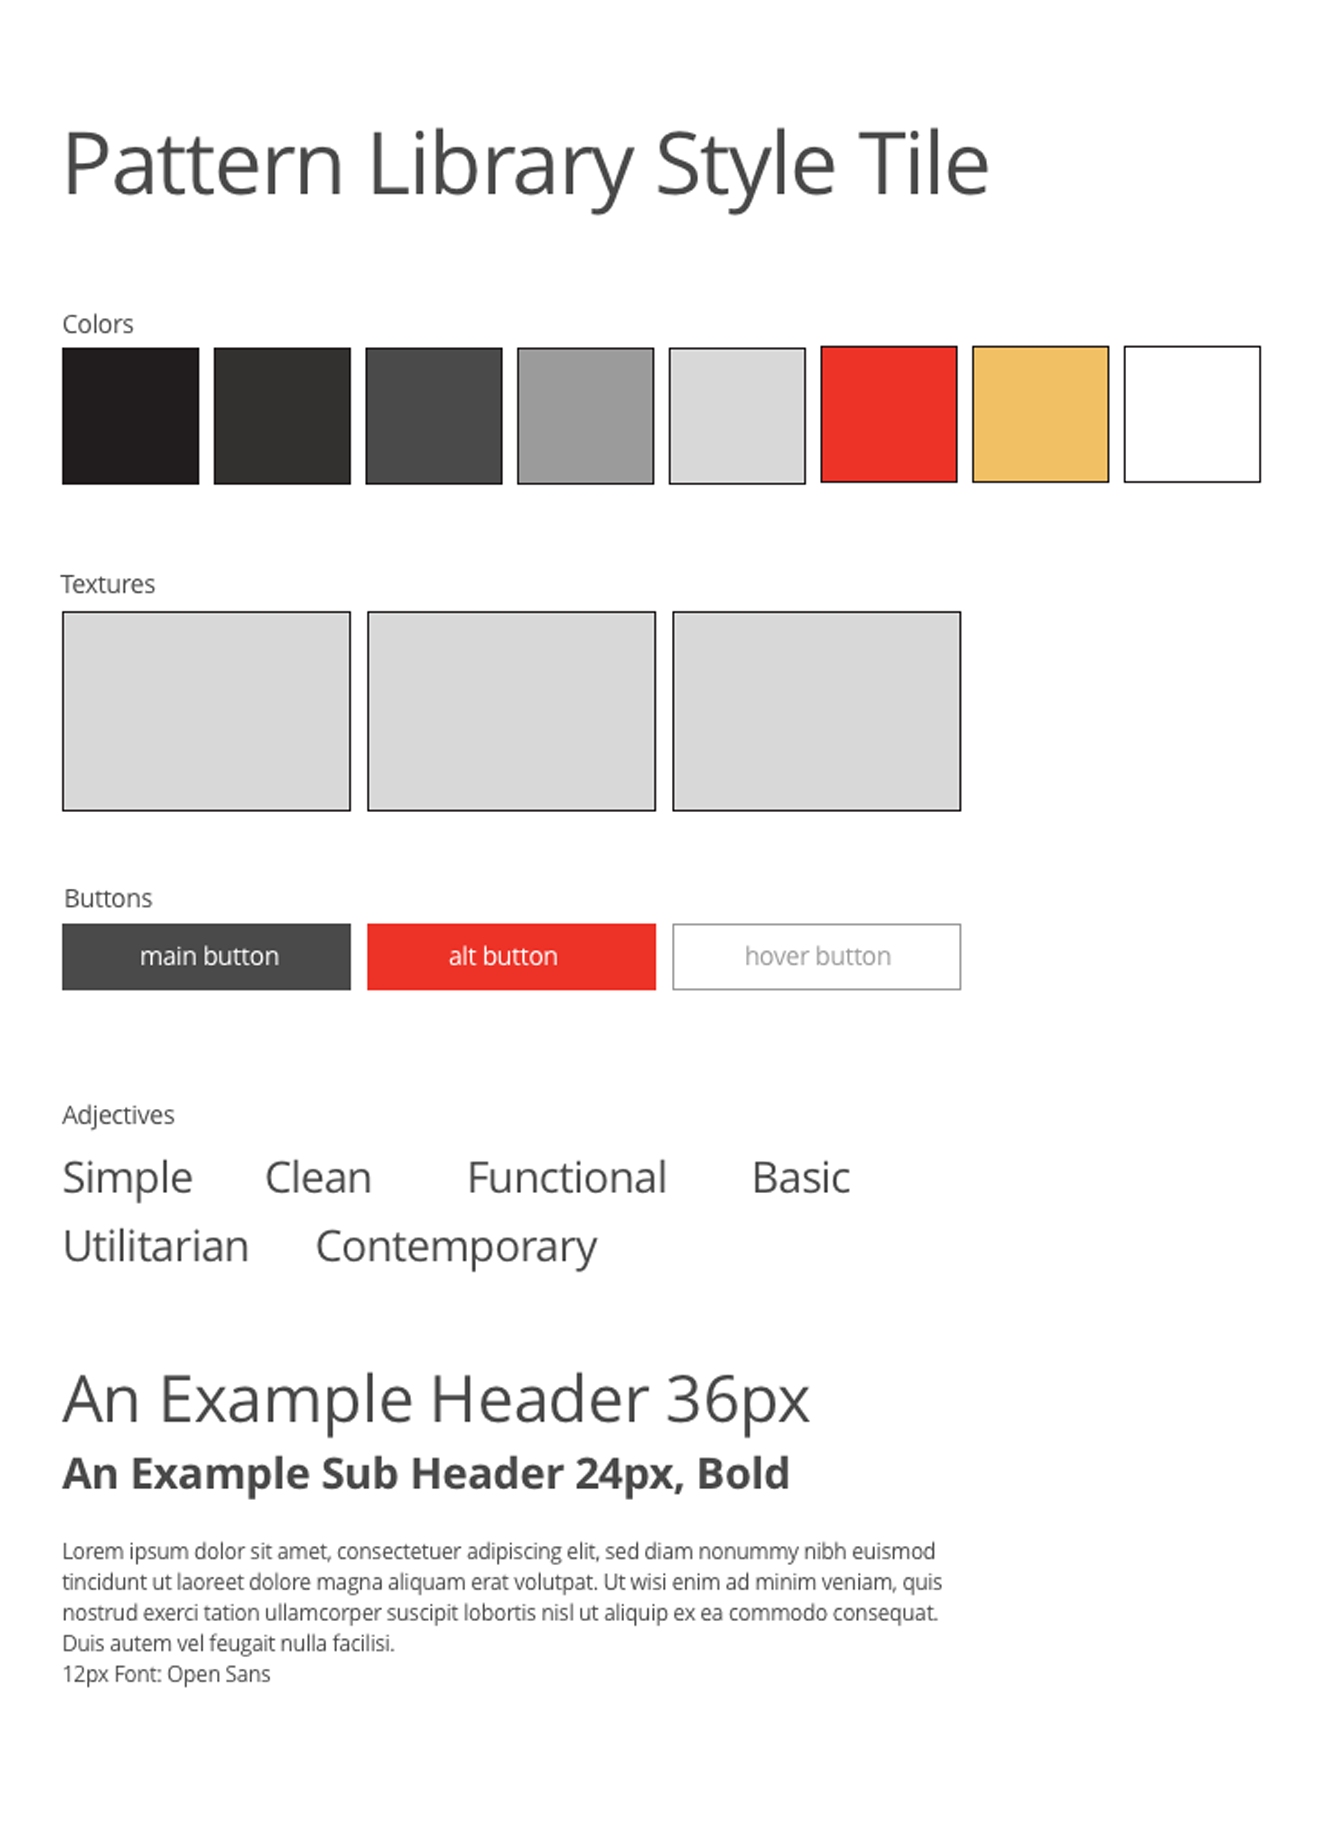 Pattern Library Style Tile
Colors
Textures
Buttons
main button
alt button
hover button
Adjectives
Simple Clean Functional Basic
Utilitarian Contemporary
An Example Header 36px
An Example Sub Header 24px, Bold
Lorem ipsum dolor sit amet, consectetuer adipiscing elit, sed diam nonummy nibh euismod
tincidunt ut laoreet dolore magna aliquam erat volutpat. Ut wisi enim ad minim veniam, quis
nostrud exerci tation ullamcorper suscipit lobortis nisl ut aliquip ex ea commodo consequat.
Duis autem vel feugait nulla facilisi.
12px Font: Open Sans